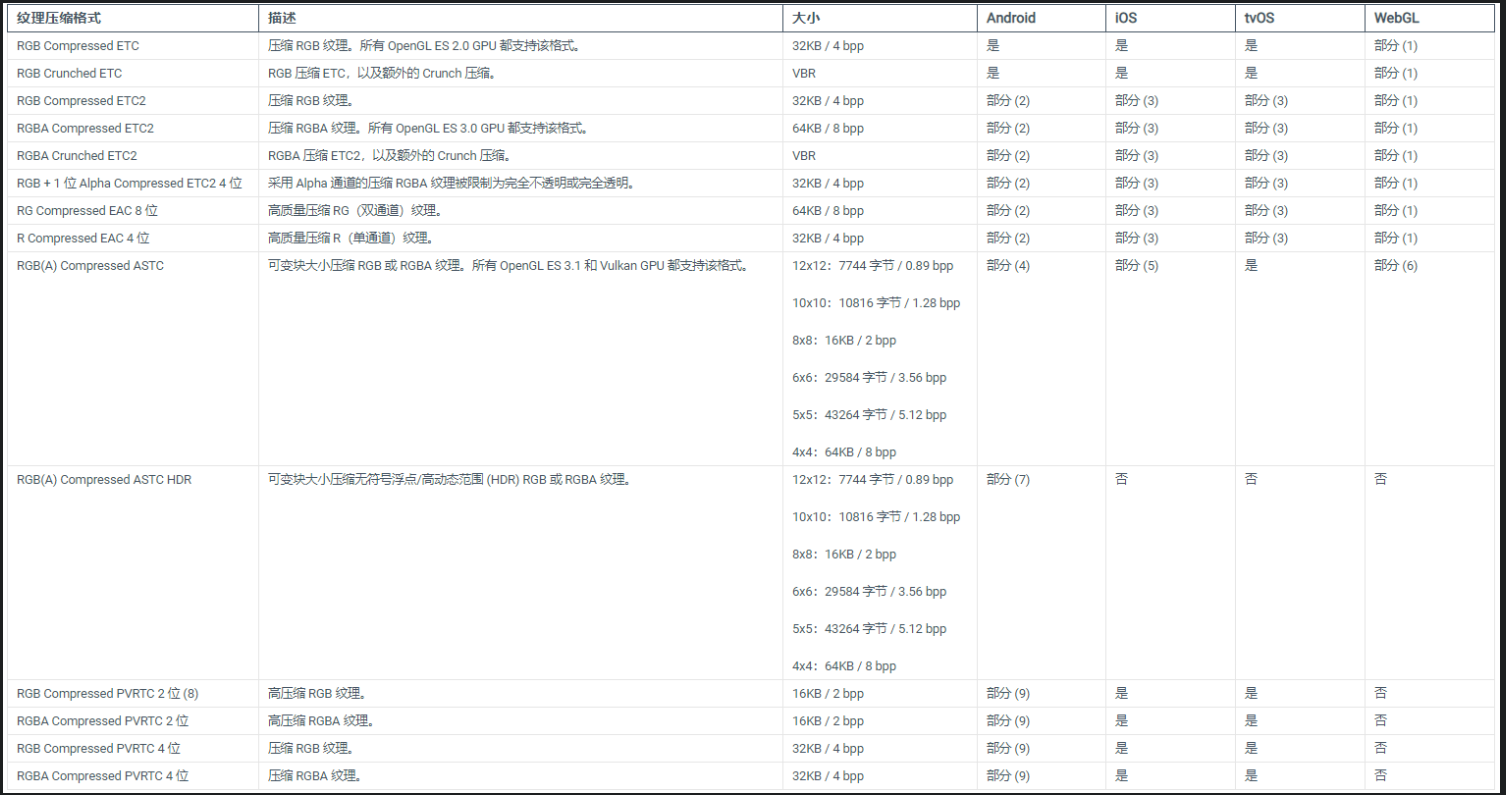 纹理压缩格式 描述 大小 Android iOS tvOS WebGL
RGB Compressed ETC 压缩 RGB 纹理。所有 OpenGL ES 2.0 GPU 都支持该格式。 32KB / 4 bpp 是 是 是 部分 (1)
RGB Crunched ETC RGB 压缩 ETC，以及额外的 Crunch 压缩。 VBR 是 是 是 部分 (1)
RGB Compressed ETC2 压缩 RGB 纹理。 32KB / 4 bpp 部分 (2) 部分 (3) 部分 (3) 部分 (1)
RGBA Compressed ETC2 压缩 RGBA 纹理。所有 OpenGL ES 3.0 GPU 都支持该格式。 64KB / 8 bpp 部分 (2) 部分 (3) 部分 (3) 部分 (1)
RGBA Crunched ETC2 RGBA 压缩 ETC2，以及额外的 Crunch 压缩。 VBR 部分 (2) 部分 (3) 部分 (3) 部分 (1)
RGB + 1 位 Alpha Compressed ETC2 4 位 采用 Alpha 通道的压缩 RGBA 纹理被限制为完全不透明或完全透明。 32KB / 4 bpp 部分 (2) 部分 (3) 部分 (3) 部分 (1)
RG Compressed EAC 8 位 高质量压缩 RG（双通道）纹理。 64KB / 8 bpp 部分 (2) 部分 (3) 部分 (3) 部分 (1)
R Compressed EAC 4 位 高质量压缩 R（单通道）纹理。 32KB / 4 bpp 部分 (2) 部分 (3) 部分 (3) 部分 (1)
RGB(A) Compressed ASTC 可变块大小压缩 RGB 或 RGBA 纹理。所有 OpenGL ES 3.1 和 Vulkan GPU 都支持该格式。 12x12：7744 字节 / 0.89 bpp 部分 (4) 部分 (5) 是 部分 (6)
10x10：10816 字节 / 1.28 bpp
8x8：16KB / 2 bpp
6x6：29584 字节 / 3.56 bpp
5x5：43264 字节 / 5.12 bpp
4x4：64KB / 8 bpp
RGB(A) Compressed ASTC HDR 可变块大小压缩无符号浮点/高动态范围 (HDR) RGB 或 RGBA 纹理。 12x12：7744 字节 / 0.89 bpp 部分 (7) 否 否 否
10x10：10816 字节 / 1.28 bpp
8x8：16KB / 2 bpp
6x6：29584 字节 / 3.56 bpp
5x5：43264 字节 / 5.12 bpp
4x4：64KB / 8 bpp
RGB Compressed PVRTC 2 位 (8) 高压缩 RGB 纹理。 16KB / 2 bpp 部分 (9) 是 是 否
RGBA Compressed PVRTC 2 位 高压缩 RGBA 纹理。 16KB / 2 bpp 部分 (9) 是 是 否
RGB Compressed PVRTC 4 位 压缩 RGB 纹理。 32KB / 4 bpp 部分 (9) 是 是 否
RGBA Compressed PVRTC 4 位 压缩 RGBA 纹理。 32KB / 4 bpp 部分 (9) 是 是 否